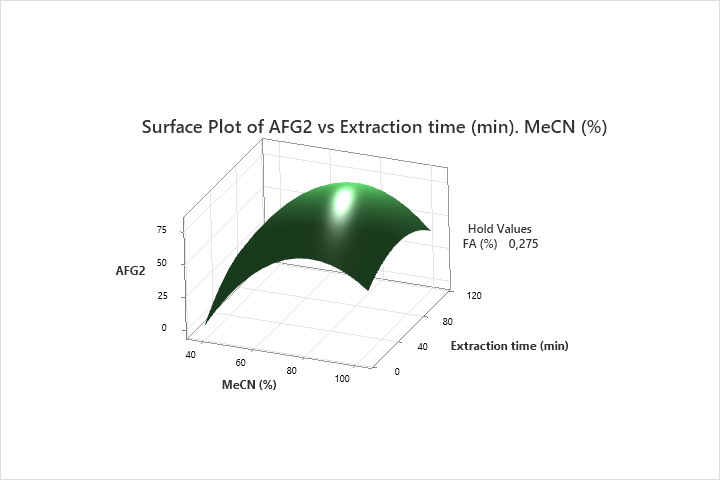 Surface Plot of AFG2 vs Extraction time (min). MeCN (%)
Hold Values
FA (%) 0,275
75
50
AFG2
25
0
120
80
40
0
Extraction time (min)
40
60
80
100
MeCN (%)